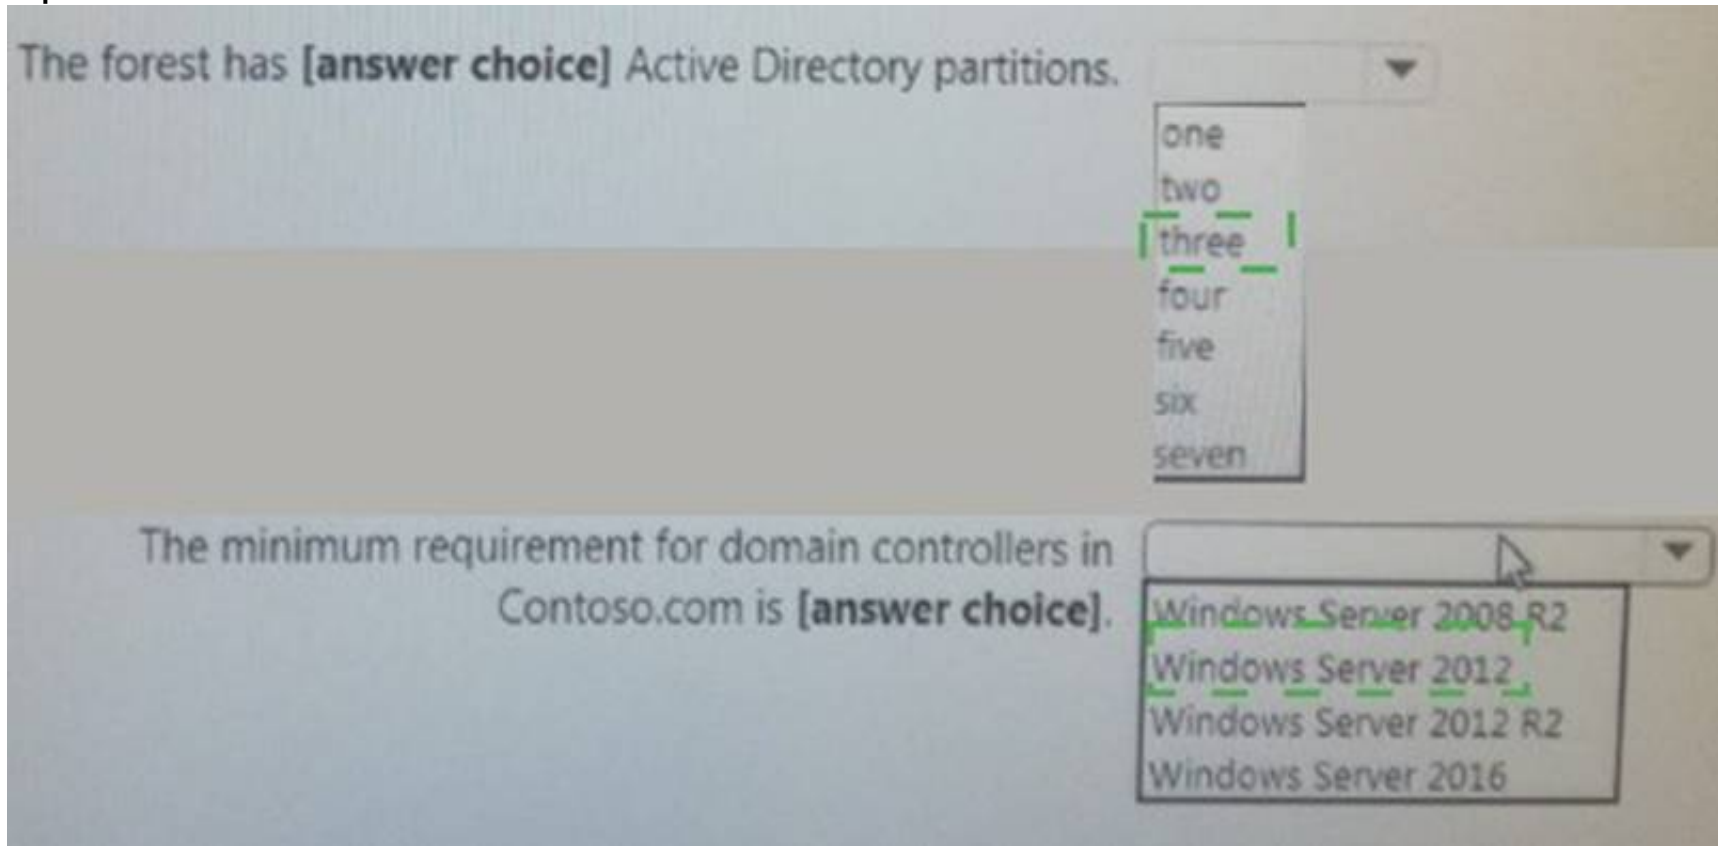 The forest has [answer choice] Active Directory partitions.
one
two
three
four
five
six
seven
The minimum requirement for domain controllers in
Contoso.com is [answer choice].
Windows Server 2008 R2
Windows Server 2012
Windows Server 2012 R2
Windows Server 2016